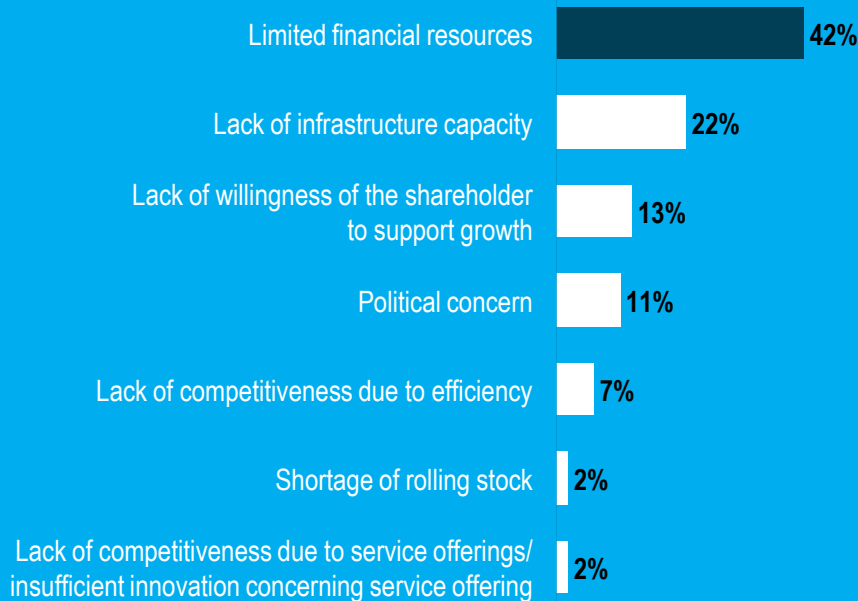 Limited financial resources 42%
Lack of infrastructure capacity 22%
Lack of willingness of the shareholder
to support growth 13%
Political concern 11%
Lack of competitiveness due to efficiency 7%
Shortage of rolling stock 2%
Lack of competitiveness due to service offerings/
insufficient innovation concerning service offering 2%